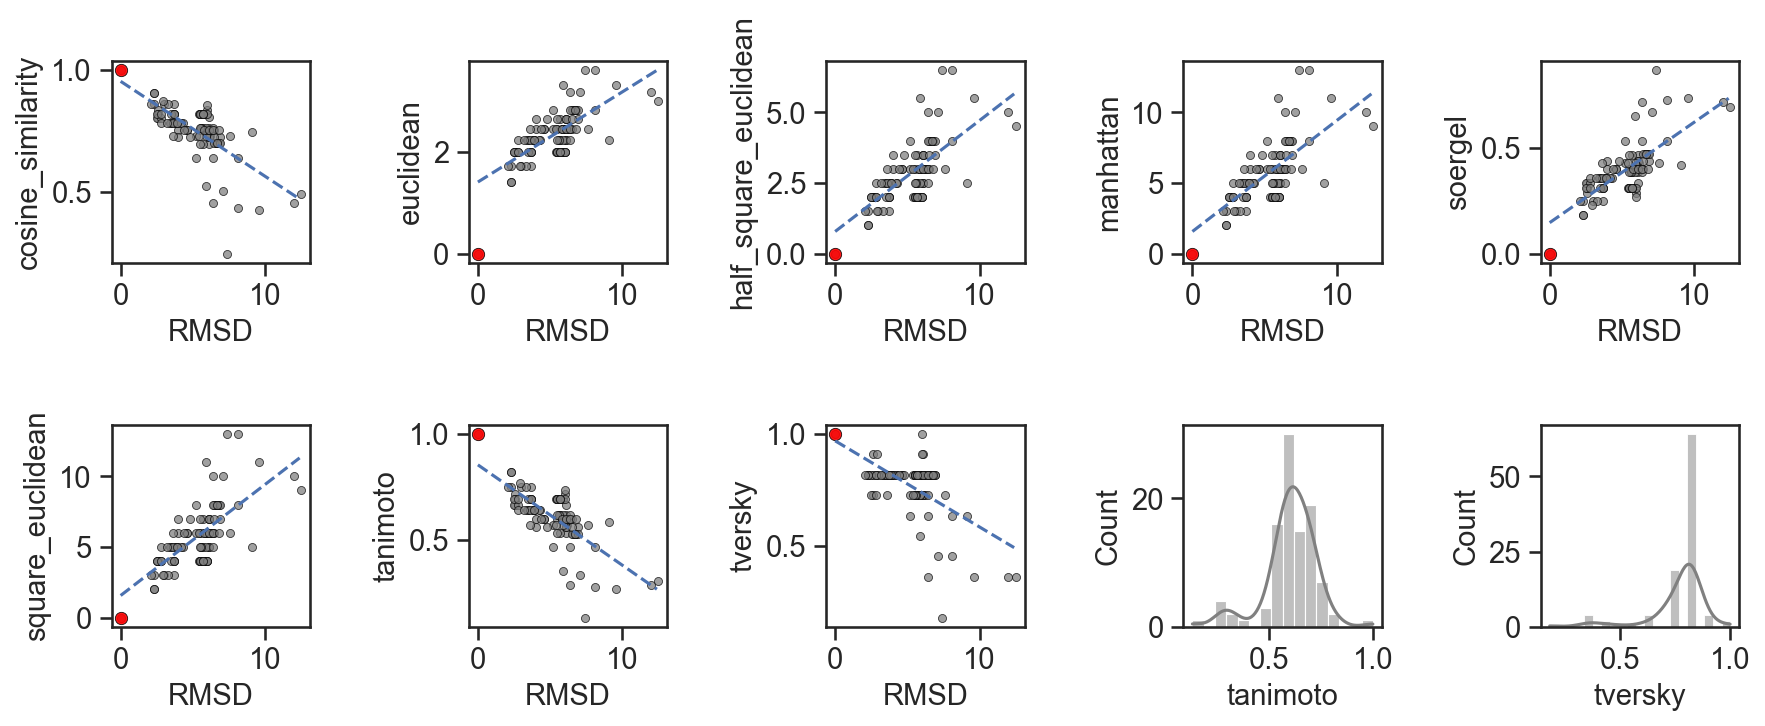 cosine_similarity
1.0
0.5
0
10
RMSD
euclidean
2
0
0
10
RMSD
half_square_euclidean
5.0
2.5
0.0
0
10
RMSD
manhattan
10
5
0
0
10
RMSD
soergel
0.5
0.0
0
10
RMSD
square_euclidean
10
5
0
0
10
RMSD
tanimoto
1.0
0.5
0
10
RMSD
tversky
1.0
0.5
0
10
RMSD
Count
20
0
0.5
1.0
tanimoto
Count
50
25
0
0.5
1.0
tversky